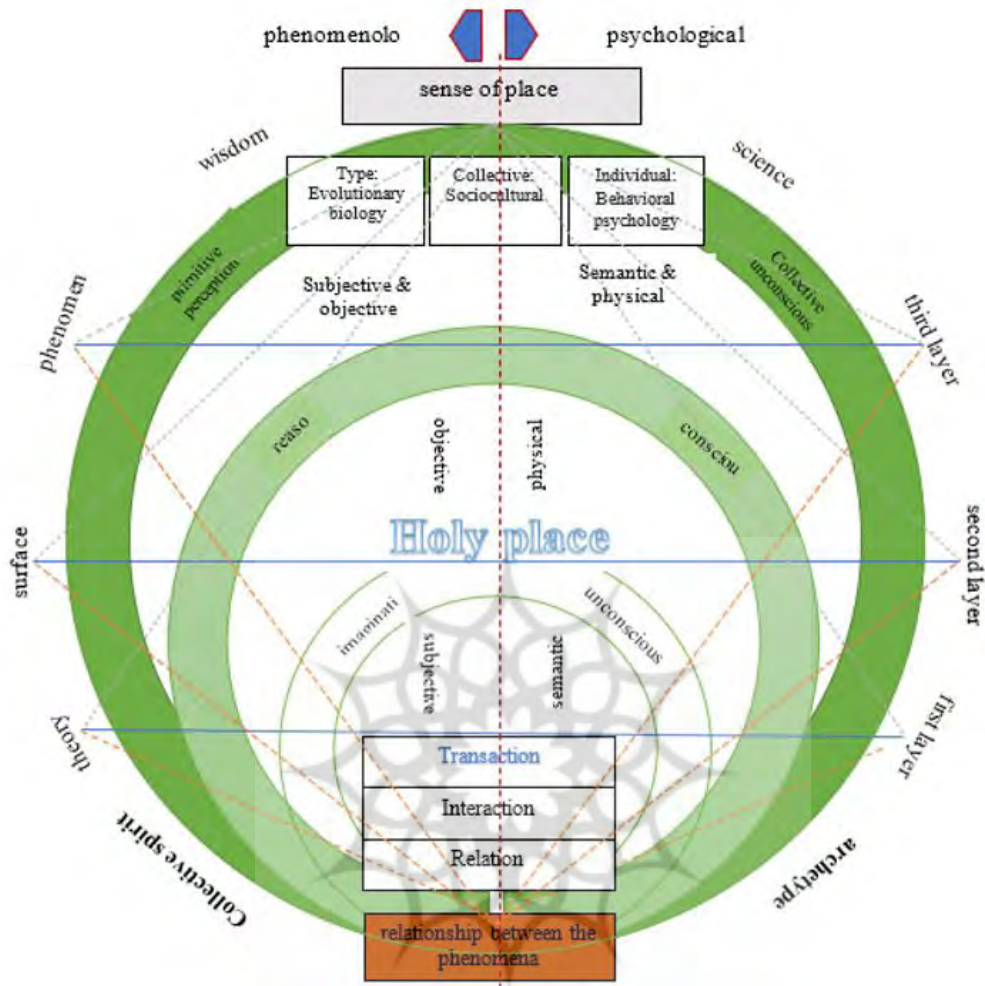 phenomenolo
psychological
sense of place
wisdom
science
Type:
Evolutionary
biology
Collective:
Sociocultural
Individual:
Behavioral
psychology
primitive
perception
Collective
unconscious
Subjective &
objective
Semantic &
physical
phenomen
third layer
reaso
consciou
objective
physical
Holy place
surface
second layer
imaginati
unconscious
subjective
semantic
theory
first layer
Transaction
Interaction
Relation
Collective spirit
archetype
relationship between the
phenomena